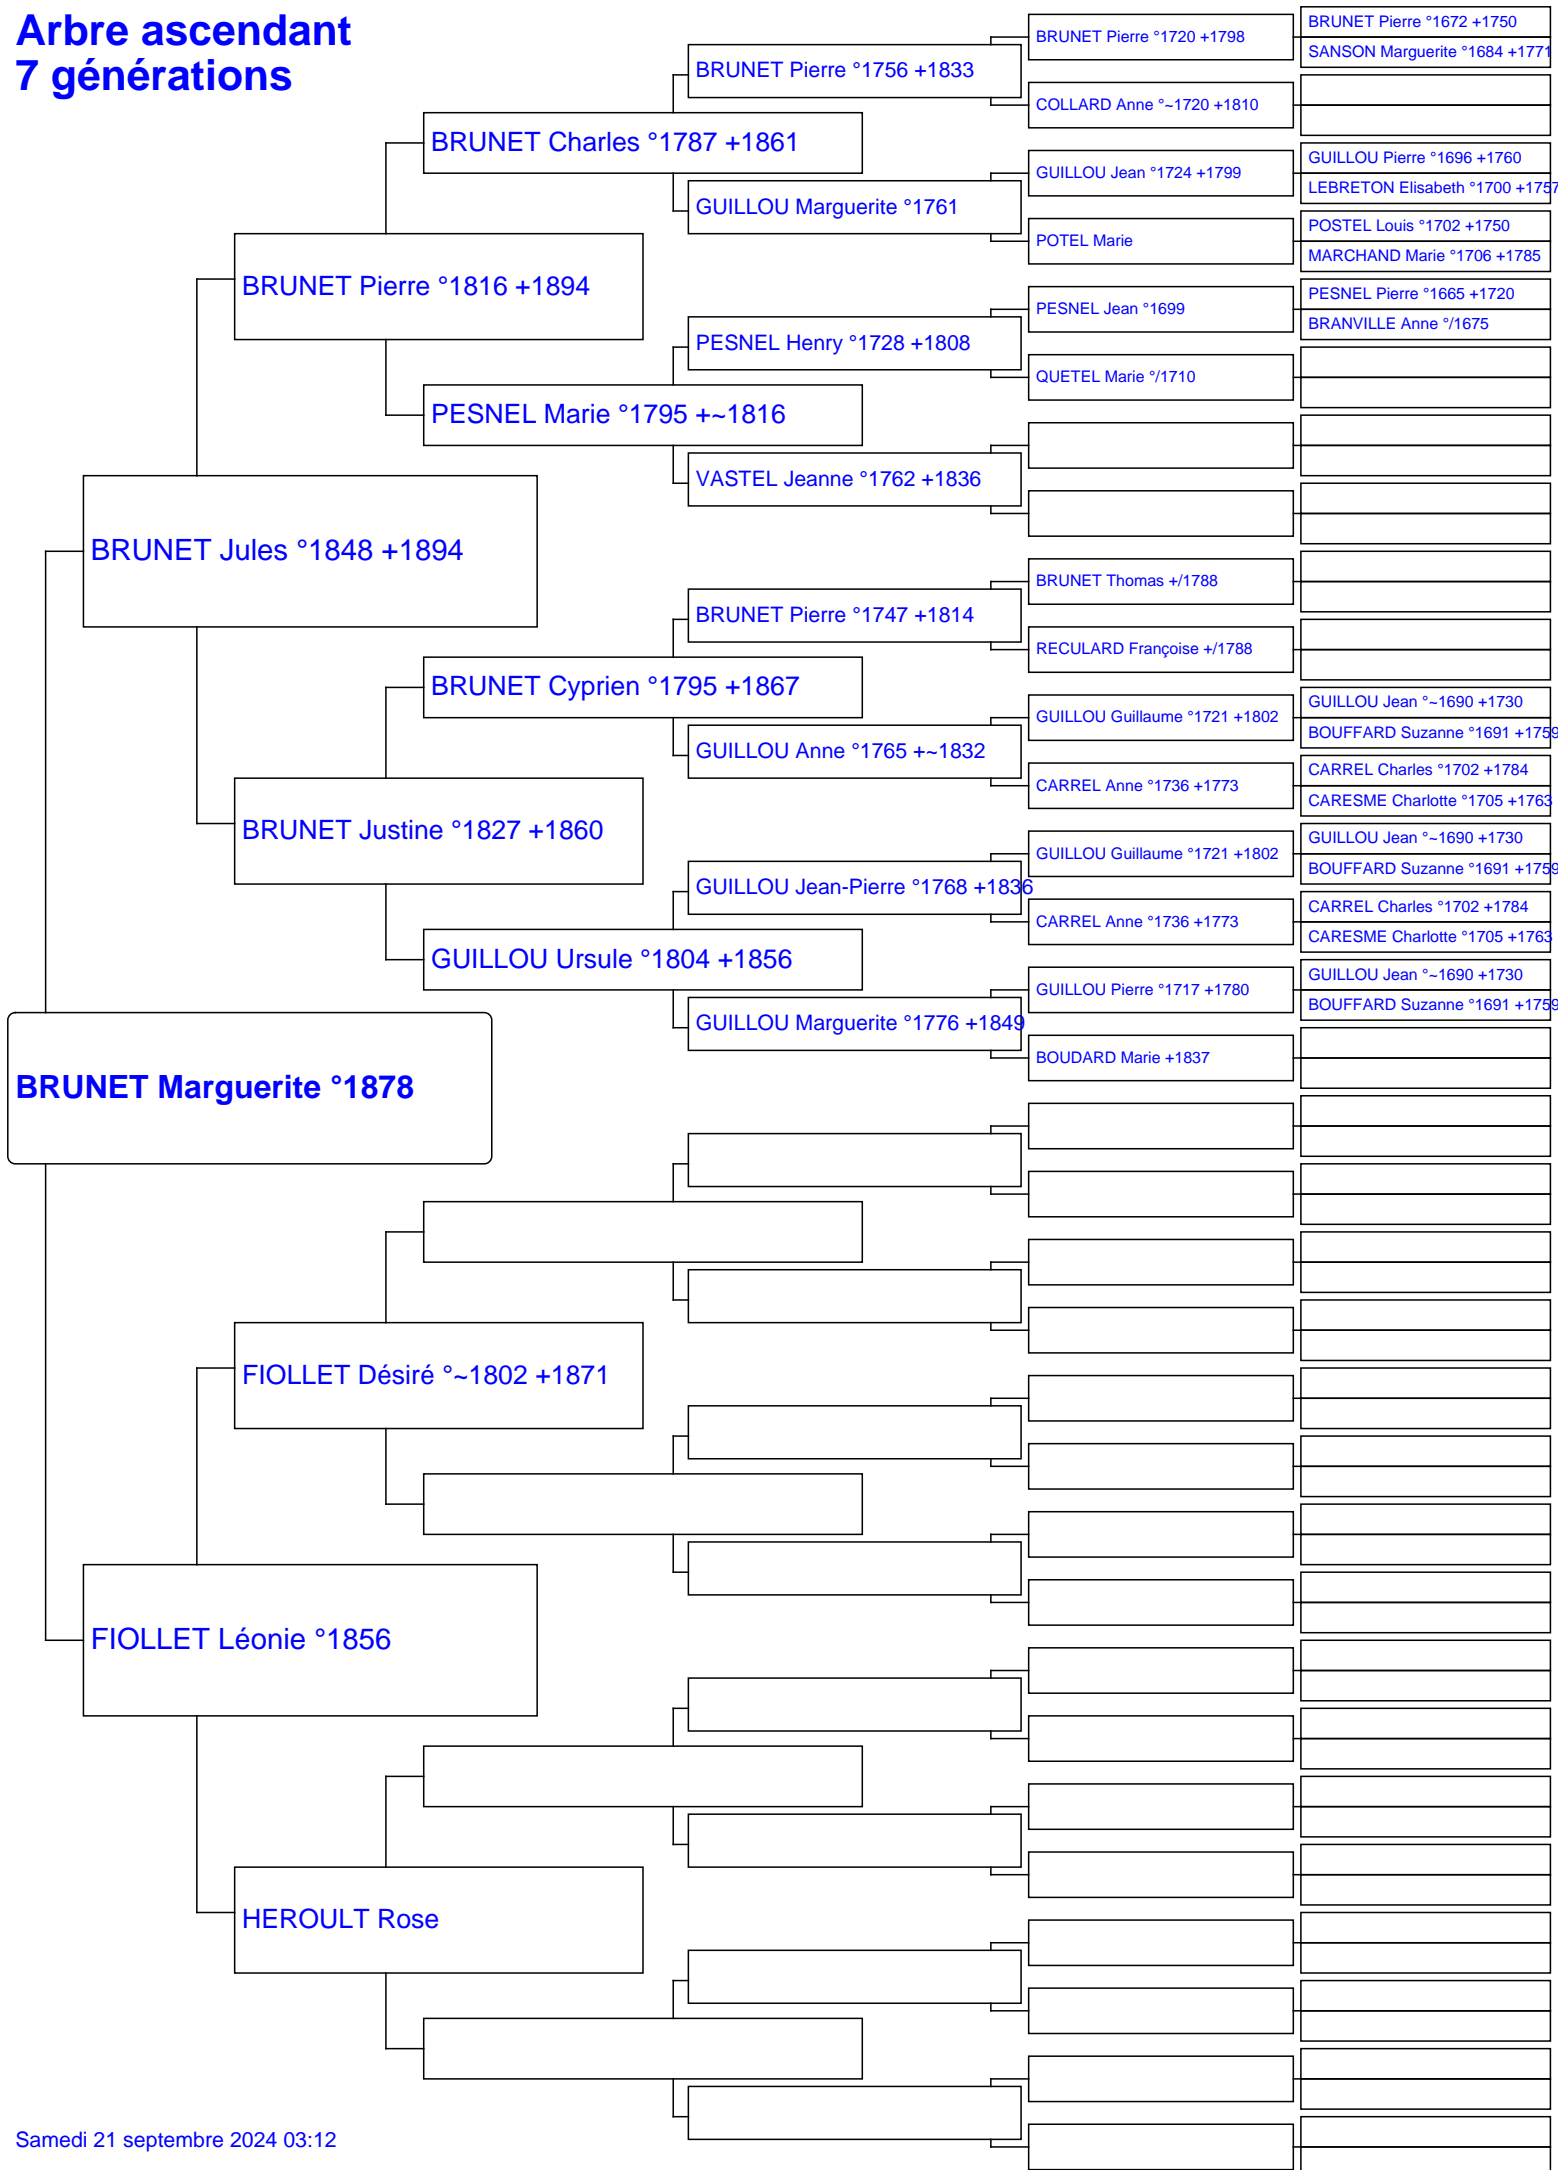 Arbre ascendant
7 générations
BRUNET Marguerite °1878
BRUNET Jules °1848 +1894
FIOLLET Léonie °1856
BRUNET Pierre °1816 +1894
BRUNET Justine °1827 +1860
FIOLLET Désiré °~1802 +1871
HEROULT Rose
BRUNET Charles °1787 +1861
PESNEL Marie °1795 +~1816
BRUNET Cyprien °1795 +1867
GUILLOU Ursule °1804 +1856
BRUNET Pierre °1756 +1833
GUILLOU Marguerite °1761
PESNEL Henry °1728 +1808
VASTEL Jeanne °1762 +1836
BRUNET Pierre °1747 +1814
GUILLOU Anne °1765 +~1832
GUILLOU Jean-Pierre °1768 +1836
GUILLOU Marguerite °1776 +1849
BRUNET Pierre °1720 +1798
COLLARD Anne °~1720 +1810
GUILLOU Jean °1724 +1799
POTEL Marie
PESNEL Jean °1699
QUETEL Marie °/1710
BRUNET Thomas +/1788
RECULARD Françoise +/1788
GUILLOU Guillaume °1721 +1802
CARREL Anne °1736 +1773
GUILLOU Guillaume °1721 +1802
CARREL Anne °1736 +1773
GUILLOU Pierre °1717 +1780
BOUDARD Marie +1837
BRUNET Pierre °1672 +1750
SANSON Marguerite °1684 +1771
GUILLOU Pierre °1696 +1760
LEBRETON Elisabeth °1700 +1757
POSTEL Louis °1702 +1750
MARCHAND Marie °1706 +1785
PESNEL Pierre °1665 +1720
BRANVILLE Anne °/1675
GUILLOU Jean °~1690 +1730
BOUFFARD Suzanne °1691 +1759
CARREL Charles °1702 +1784
CARESME Charlotte °1705 +1763
GUILLOU Jean °~1690 +1730
BOUFFARD Suzanne °1691 +1759
CARREL Charles °1702 +1784
CARESME Charlotte °1705 +1763
GUILLOU Jean °~1690 +1730
BOUFFARD Suzanne °1691 +1759
Samedi 21 septembre 2024 03:12